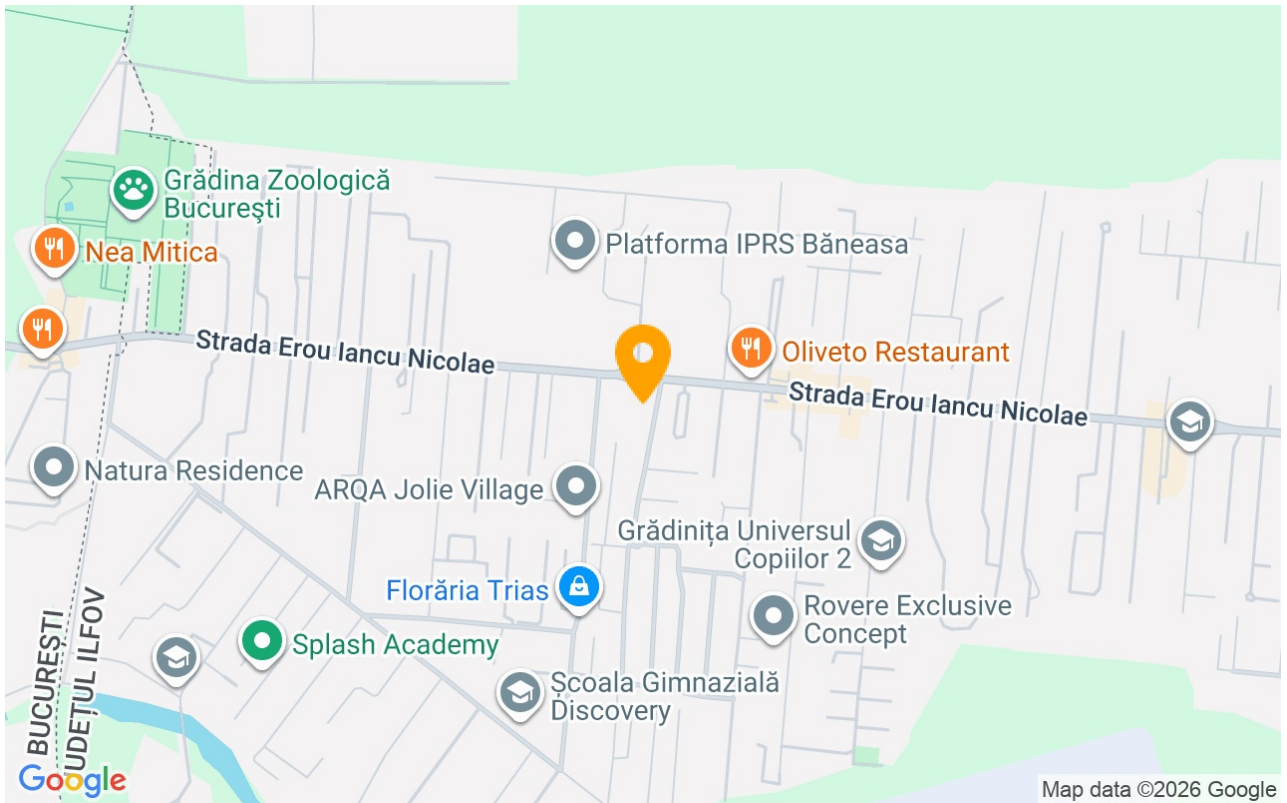 Grădina Zoologică
București
Nea Mitica
Platforma IPRS Băneasa
Strada Erou Iancu Nicolae
Oliveto Restaurant
Strada Erou Iancu Nicolae
Natura Residence
ARQA Jolie Village
Grădinița Universul
Copiilor 2
Florăria Trias
Rovere Exclusive
Concept
Splash Academy
Școala Gimnazială
Discovery
BUCUREȘTI
JUDEȚUL ILFOV
Google
Map data ©2026 Google